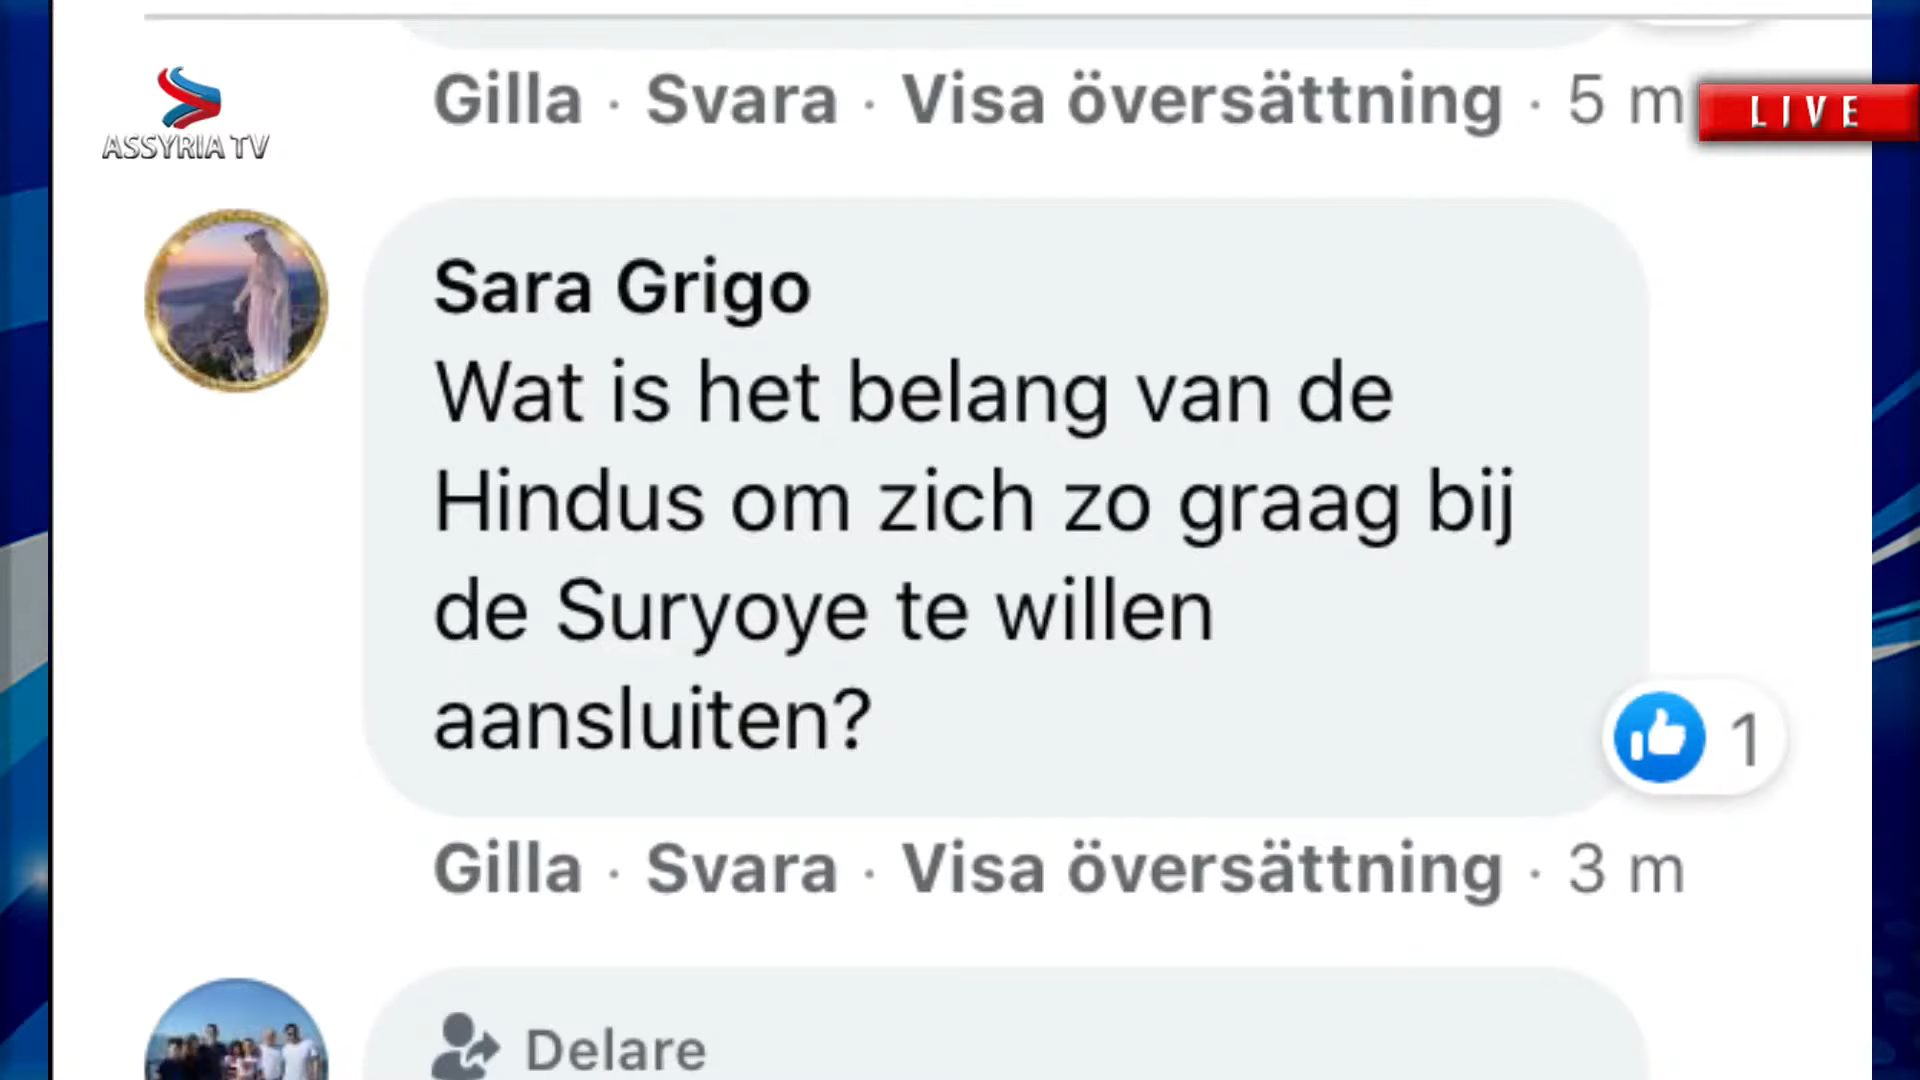 Gilla · Svara · Visa översättning · 5 m
LIVE
ASSYRIA TV
Sara Grigo
Wat is het belang van de
Hindus om zich zo graag bij
de Suryoye te willen
aansluiten?
1
Gilla · Svara · Visa översättning · 3 m
Delare